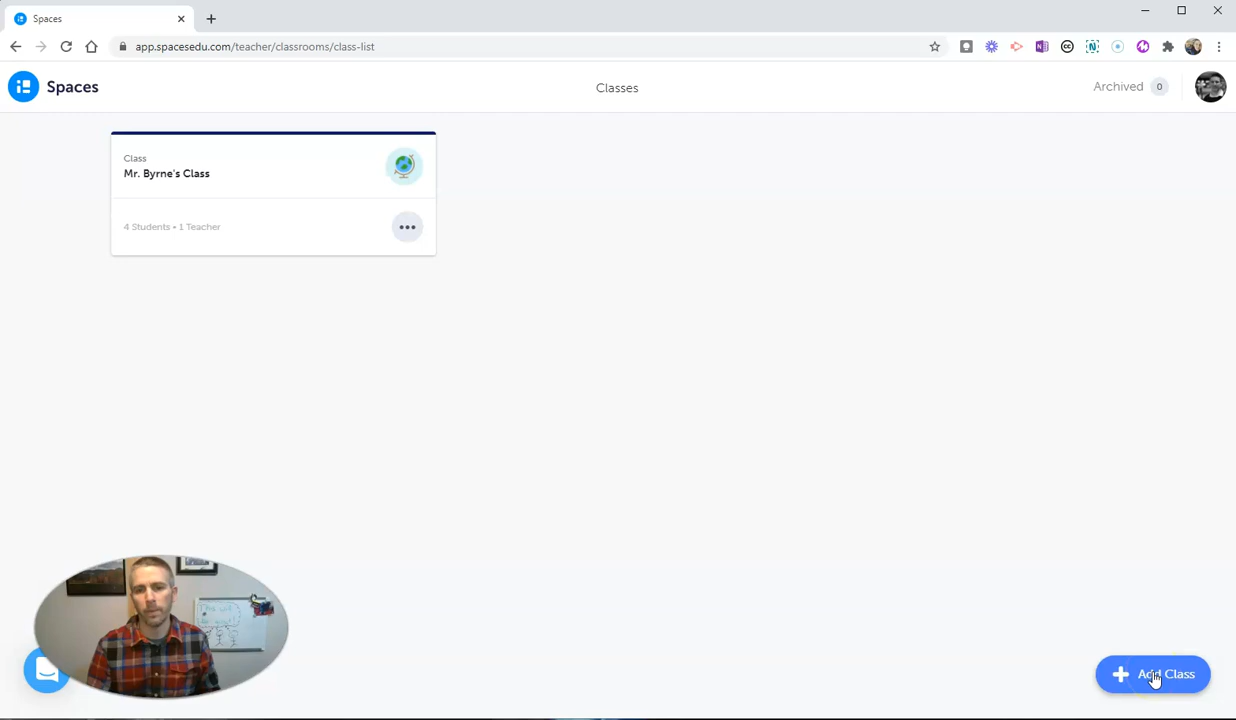 Spaces
app.spacesedu.com/teacher/classrooms/class-list
Spaces
Classes
Archived 0
Class
Mr. Byrne's Class
4 Students • 1 Teacher
Add Class